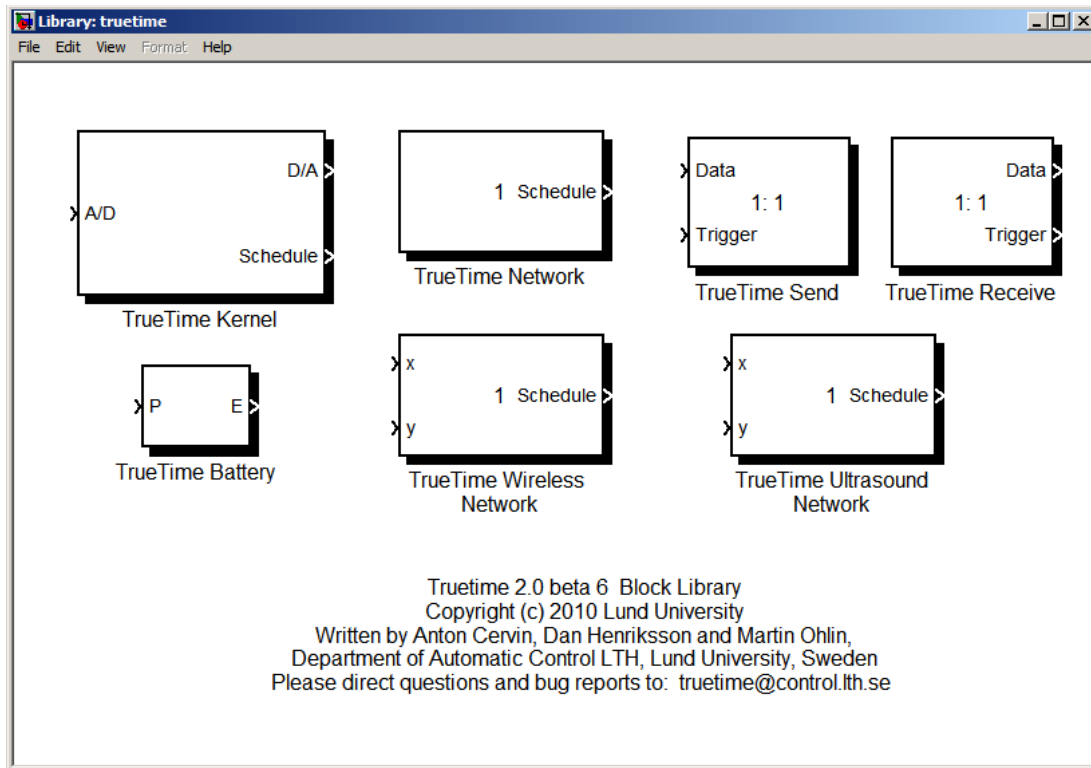 Library: truetime
File Edit View Format Help
A/D
D/A
Schedule
TrueTime Kernel
1 Schedule
TrueTime Network
Data
1: 1
Trigger
TrueTime Send
Data
1: 1
Trigger
TrueTime Receive
P E
TrueTime Battery
x
1 Schedule
y
TrueTime Wireless
Network
x
1 Schedule
y
TrueTime Ultrasound
Network
Truetime 2.0 beta 6 Block Library
Copyright (c) 2010 Lund University
Written by Anton Cervin, Dan Henriksson and Martin Ohlin,
Department of Automatic Control LTH, Lund University, Sweden
Please direct questions and bug reports to: truetime@control.lth.se